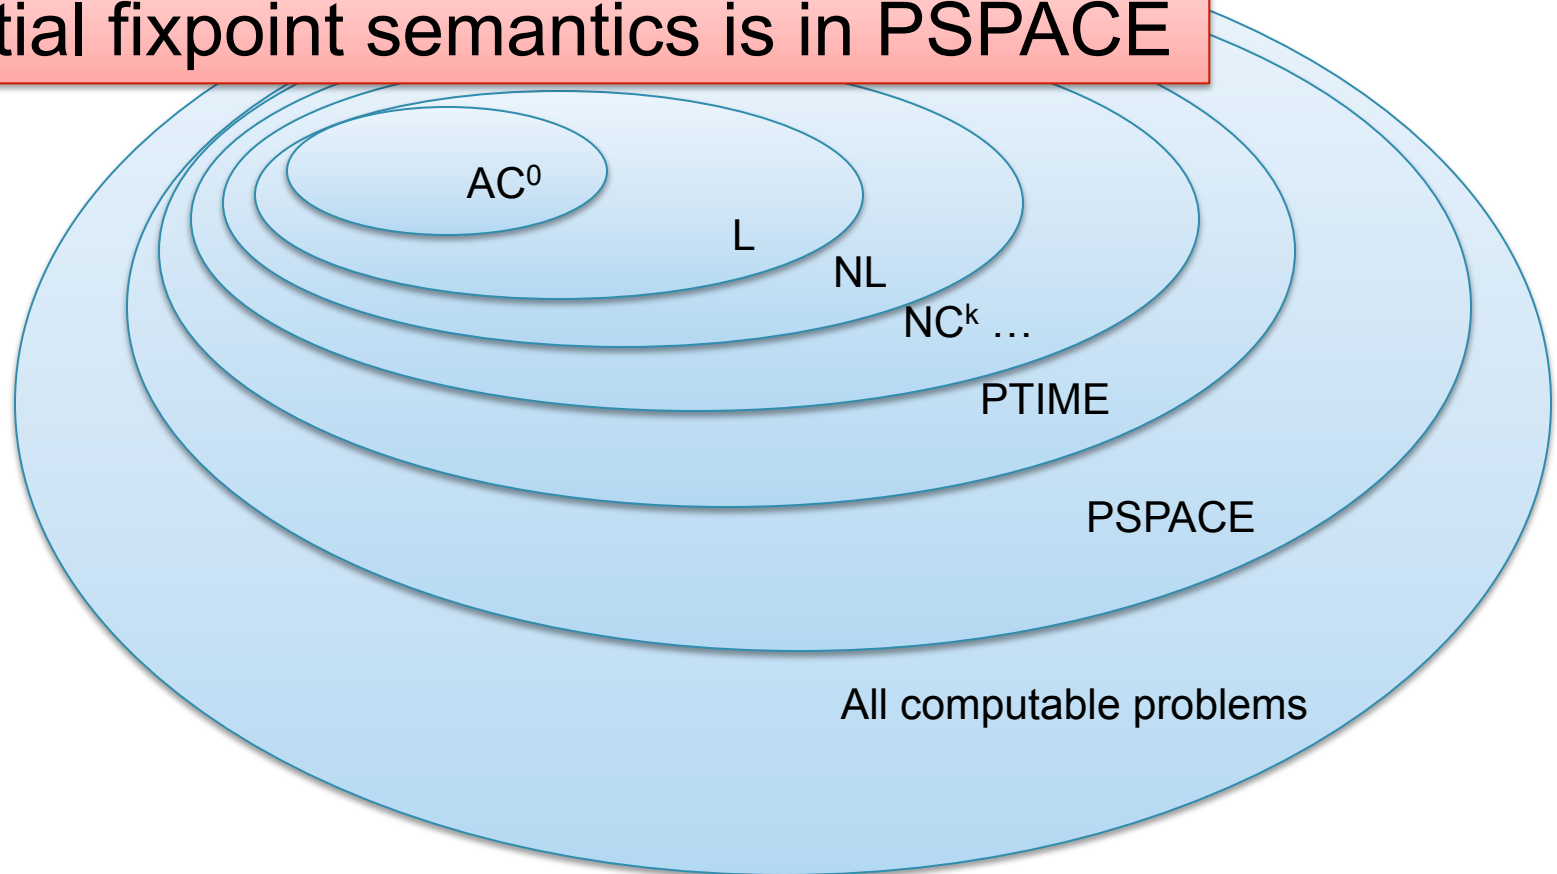 tial fixpoint semantics is in PSPACE
AC⁰
L
NL
NCᵏ …
PTIME
PSPACE
All computable problems